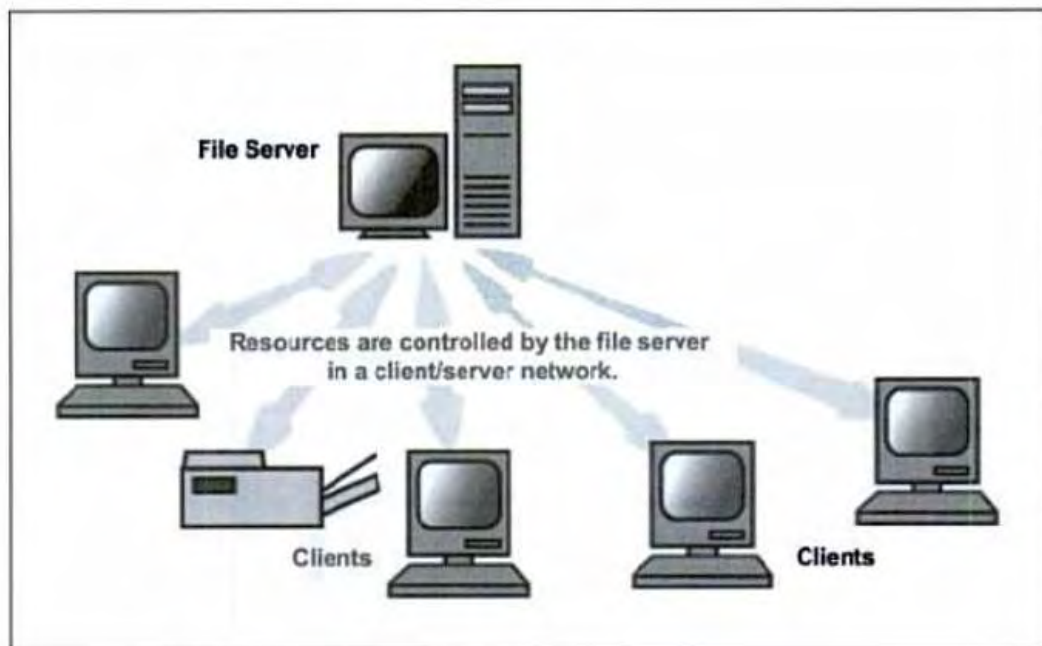 File Server
Resources are controlled by the file server
in a client/server network.
Clients
Clients